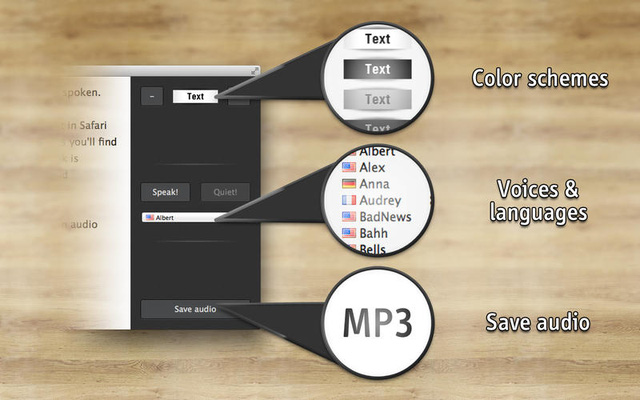 spoken.
-in Safari
you'll find
is
audio
–
Text
Speak!
Quiet!
Albert
Save audio
Text
Text
Text
Text
Color schemes
Albert
Alex
Anna
Audrey
BadNews
Bahh
Bells
Voices &
languages
MP3
Save audio